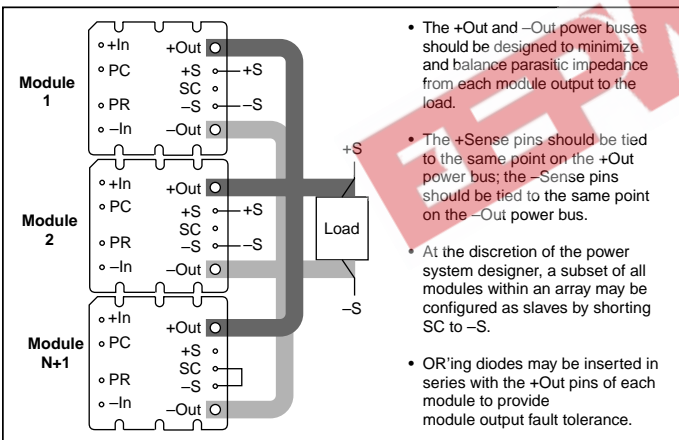 Module
1
+In
PC
PR
–In
+Out
+S
SC
–S
–Out
+S
–S
Module
2
+In
PC
PR
–In
+Out
+S
SC
–S
–Out
+S
–S
Module
N+1
+In
PC
PR
–In
+Out
+S
SC
–S
–Out
+S
Load
–S
• The +Out and –Out power buses
should be designed to minimize
and balance parasitic impedance
from each module output to the
load.
• The +Sense pins should be tied
to the same point on the +Out
power bus; the –Sense pins
should be tied to the same point
on the –Out power bus.
• At the discretion of the power
system designer, a subset of all
modules within an array may be
configured as slaves by shorting
SC to –S.
• OR'ing diodes may be inserted in
series with the +Out pins of each
module to provide
module output fault tolerance.